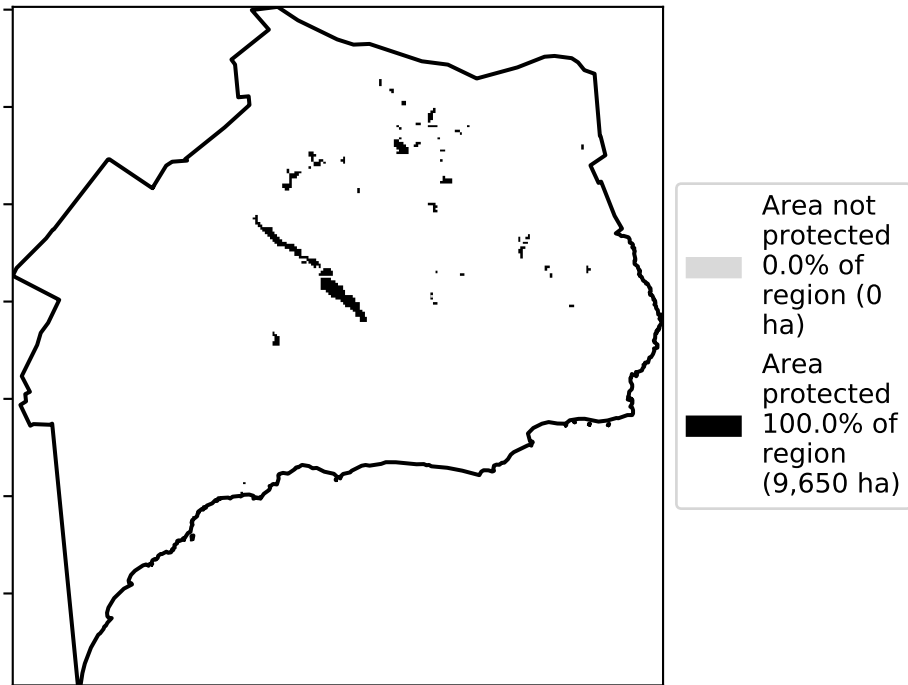 Area not
protected
0.0% of
region (0
ha)
Area
protected
100.0% of
region
(9,650 ha)